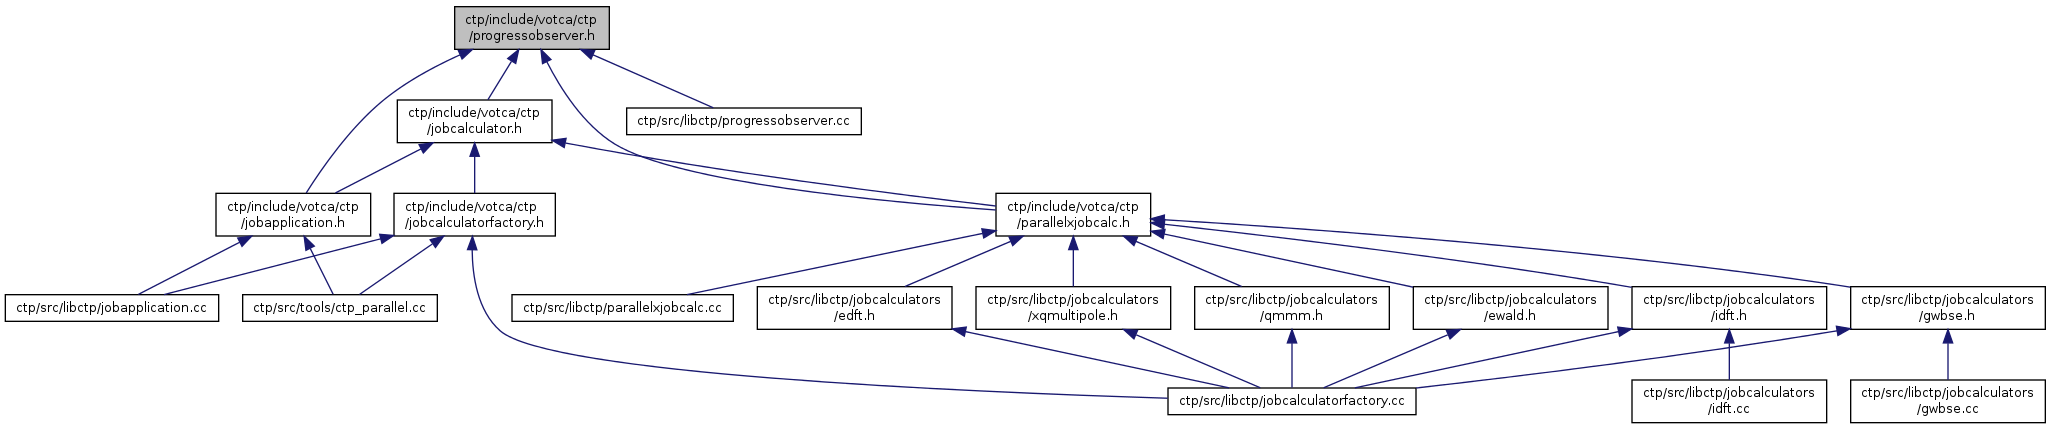 ctp/include/votca/ctp
/progressobserver.h
ctp/include/votca/ctp
/jobcalculator.h
ctp/src/libctp/progressobserver.cc
ctp/include/votca/ctp
/jobapplication.h
ctp/include/votca/ctp
/jobcalculatorfactory.h
ctp/include/votca/ctp
/parallelxjobcalc.h
ctp/src/libctp/jobapplication.cc
ctp/src/tools/ctp_parallel.cc
ctp/src/libctp/parallelxjobcalc.cc
ctp/src/libctp/jobcalculators
/edft.h
ctp/src/libctp/jobcalculators
/xqmultipole.h
ctp/src/libctp/jobcalculators
/qmmm.h
ctp/src/libctp/jobcalculators
/ewald.h
ctp/src/libctp/jobcalculators
/idft.h
ctp/src/libctp/jobcalculators
/gwbse.h
ctp/src/libctp/jobcalculatorfactory.cc
ctp/src/libctp/jobcalculators
/idft.cc
ctp/src/libctp/jobcalculators
/gwbse.cc